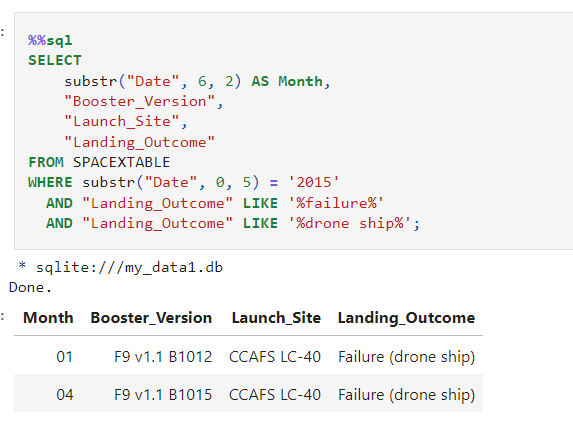 :
%%sql
SELECT
    substr("Date", 6, 2) AS Month,
    "Booster_Version",
    "Launch_Site",
    "Landing_Outcome"
FROM SPACEXTABLE
WHERE substr("Date", 0, 5) = '2015'
  AND "Landing_Outcome" LIKE '%failure%'
  AND "Landing_Outcome" LIKE '%drone ship%';
 * sqlite:///my_data1.db
Done.
: Month Booster_Version Launch_Site Landing_Outcome
01 F9 v1.1 B1012 CCAFS LC-40 Failure (drone ship)
04 F9 v1.1 B1015 CCAFS LC-40 Failure (drone ship)